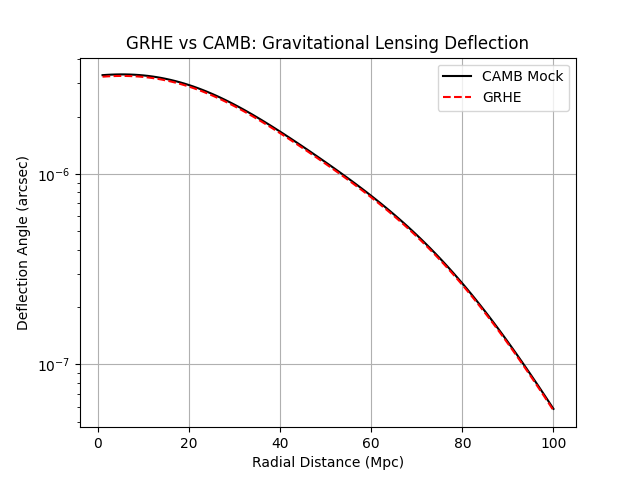 GRHE vs CAMB: Gravitational Lensing Deflection
CAMB Mock
GRHE
Deflection Angle (arcsec)
10⁻⁶
10⁻⁷
0 20 40 60 80 100
Radial Distance (Mpc)